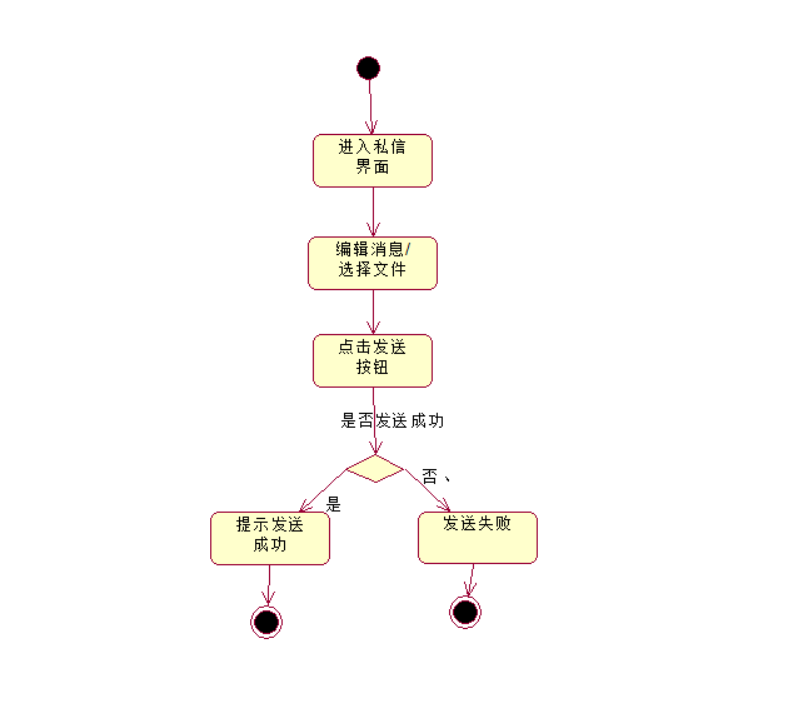 进入私信
界面
编辑消息/
选择文件
点击发送
按钮
是否发送成功
否、
是
提示发送
成功
发送失败